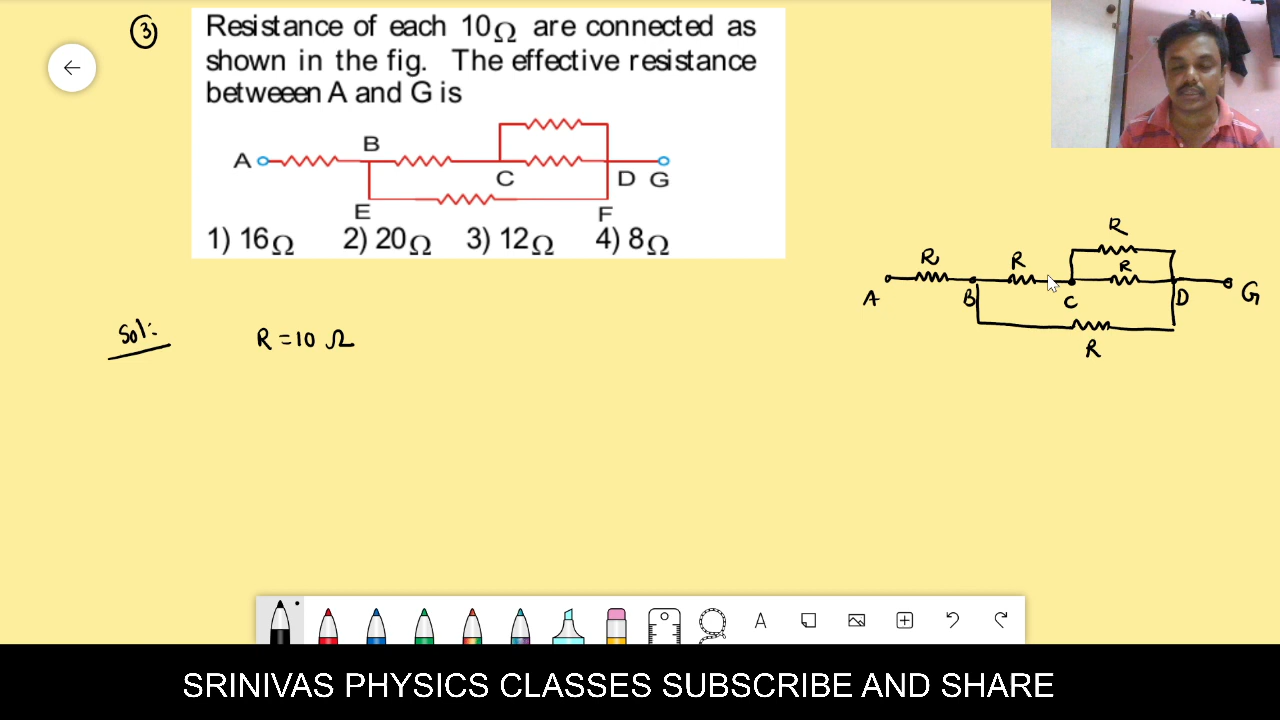 3
Resistance of each 10Ω are connected as
shown in the fig. The effective resistance
betweeen A and G is
A
B
C
D G
E
F
1) 16Ω 2) 20Ω 3) 12Ω 4) 8Ω
R
R
R
R
A
B
C
D
G
R
Sol:
R = 10 Ω
A
SRINIVAS PHYSICS CLASSES SUBSCRIBE AND SHARE